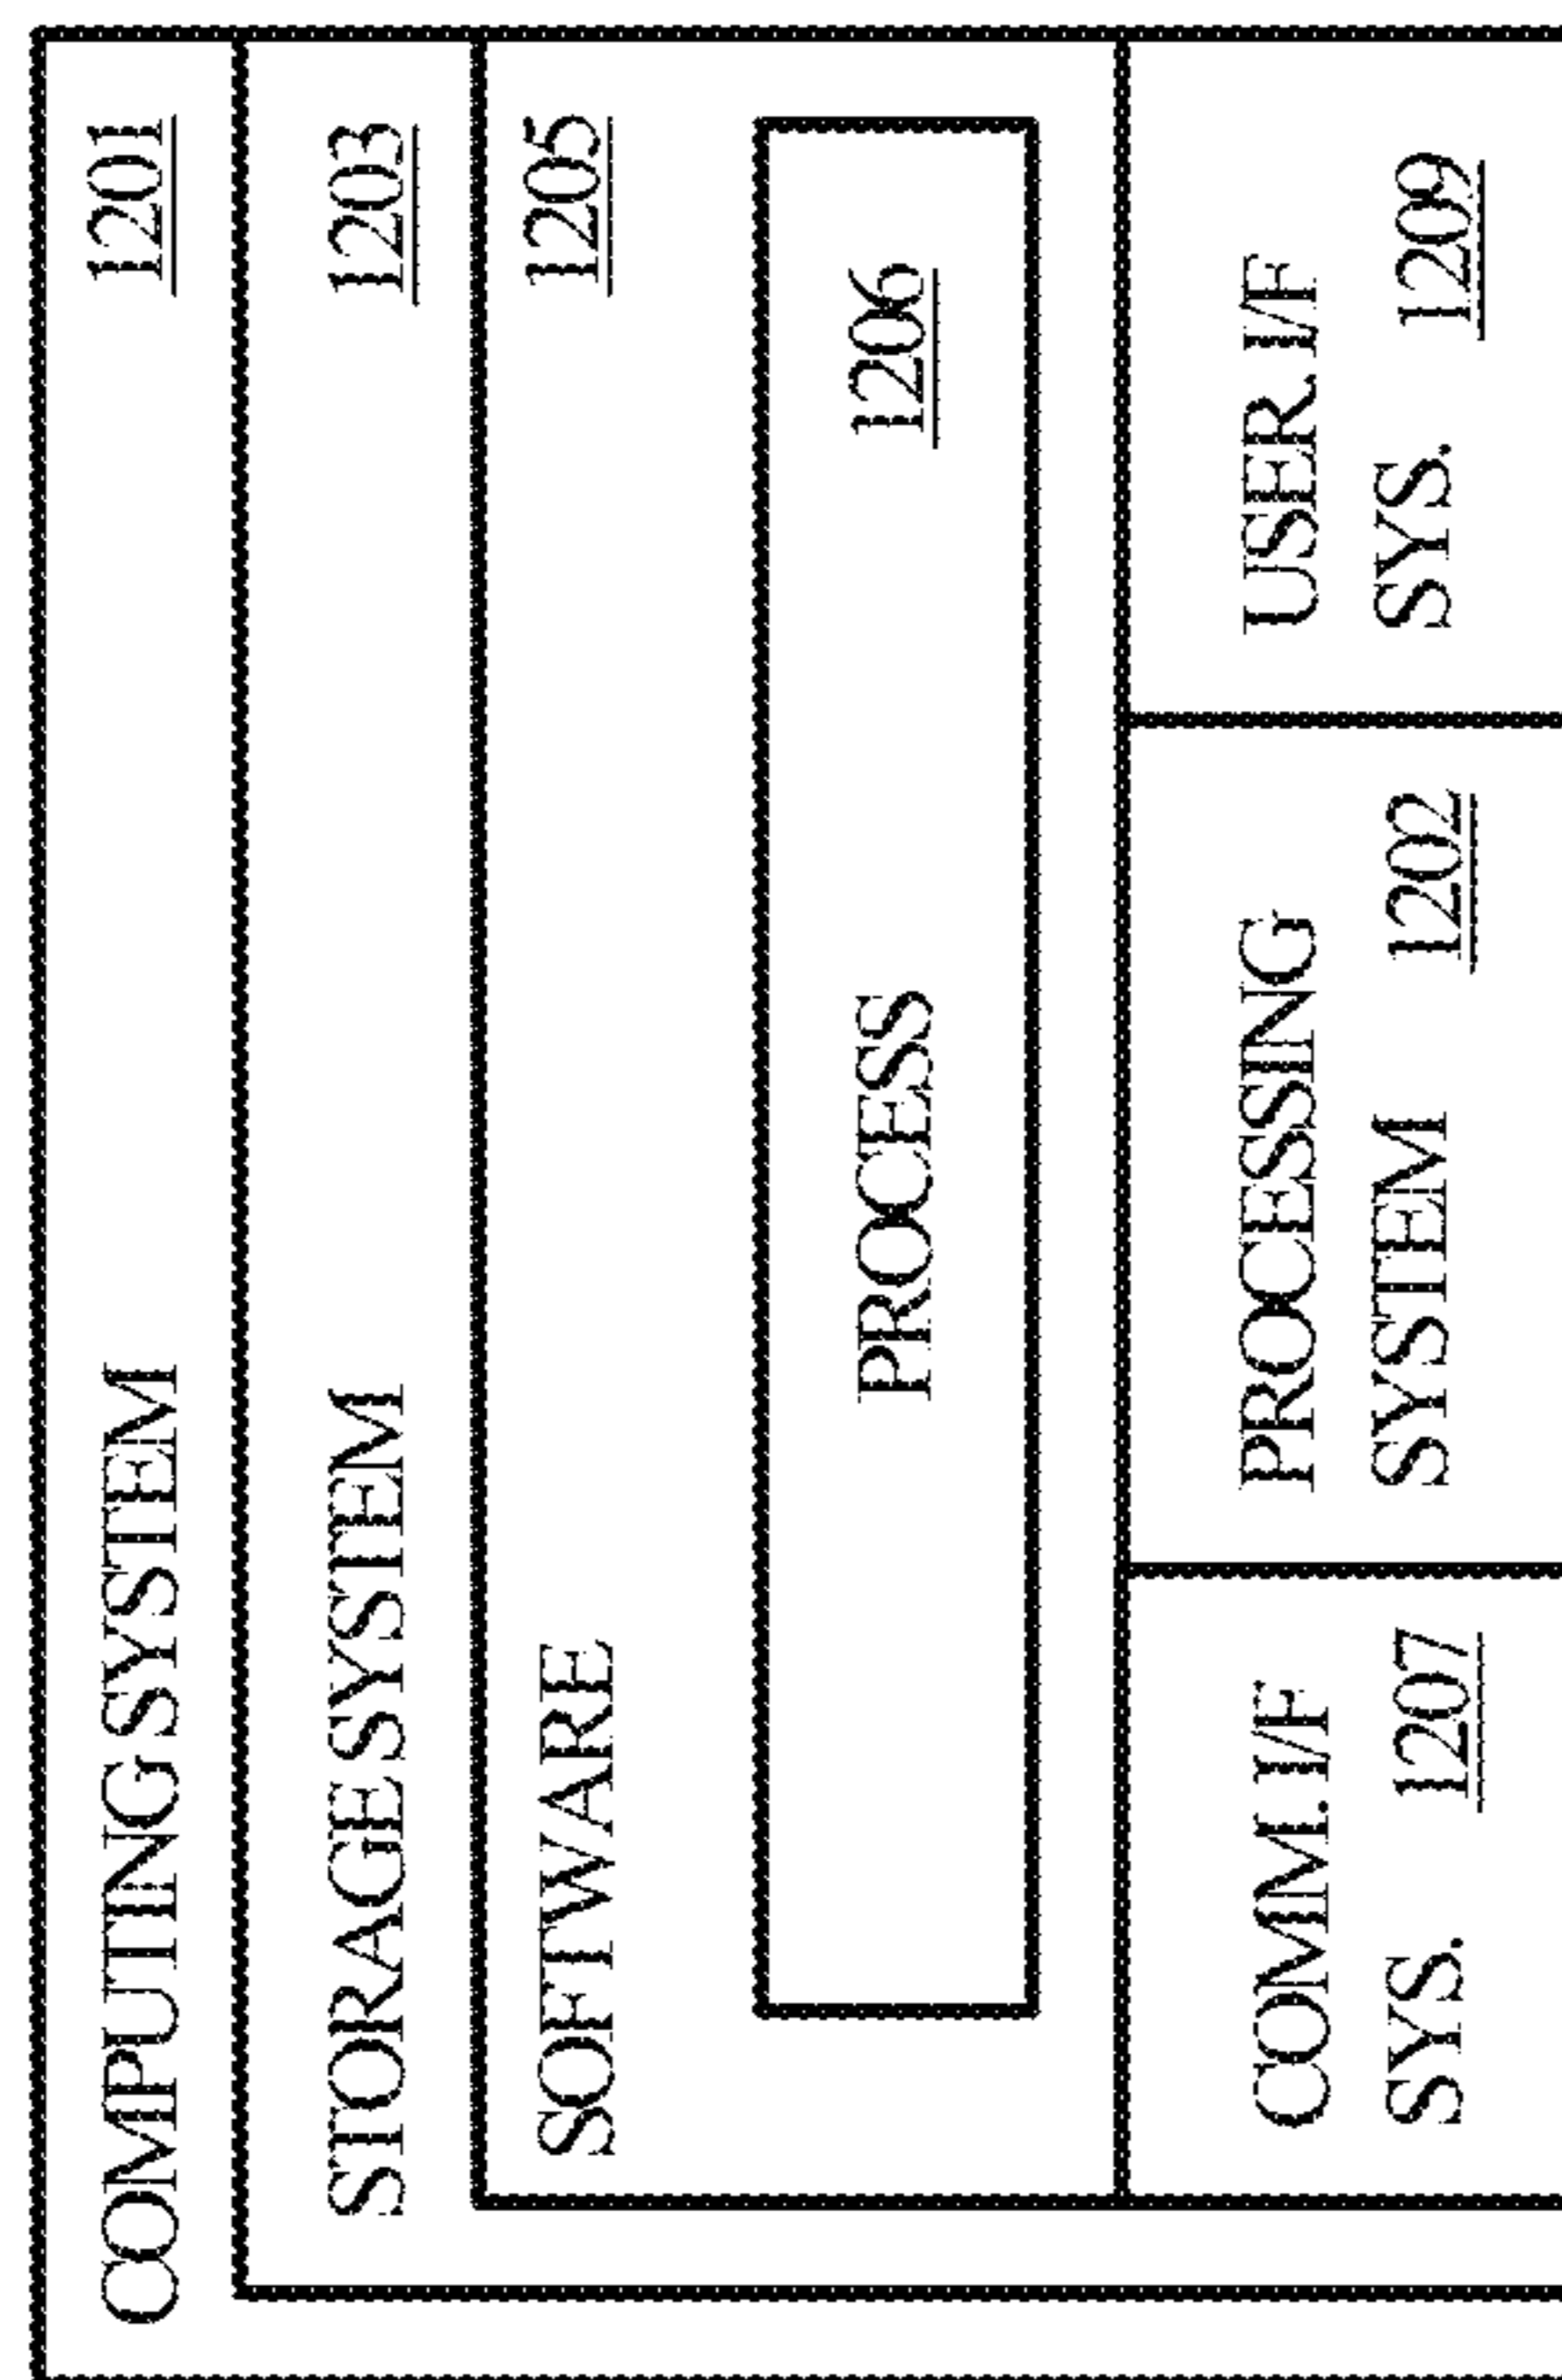 COMPUTING SYSTEM 1201
STORAGE SYSTEM 1203
SOFTWARE 1205
PROCESS 1206
COMM. I/F
SYS. 1207
PROCESSING
SYSTEM 1202
USER I/F
SYS. 1209